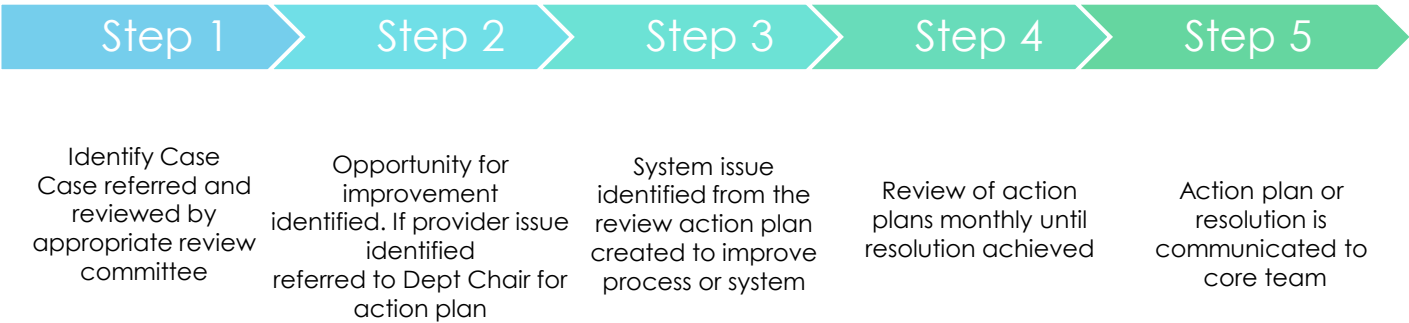 Step 1
Step 2
Step 3
Step 4
Step 5
Identify Case
Case referred and
reviewed by
appropriate review
committee
Opportunity for
improvement
identified. If provider issue
identified
referred to Dept Chair for
action plan
System issue
identified from the
review action plan
created to improve
process or system
Review of action
plans monthly until
resolution achieved
Action plan or
resolution is
communicated to
core team